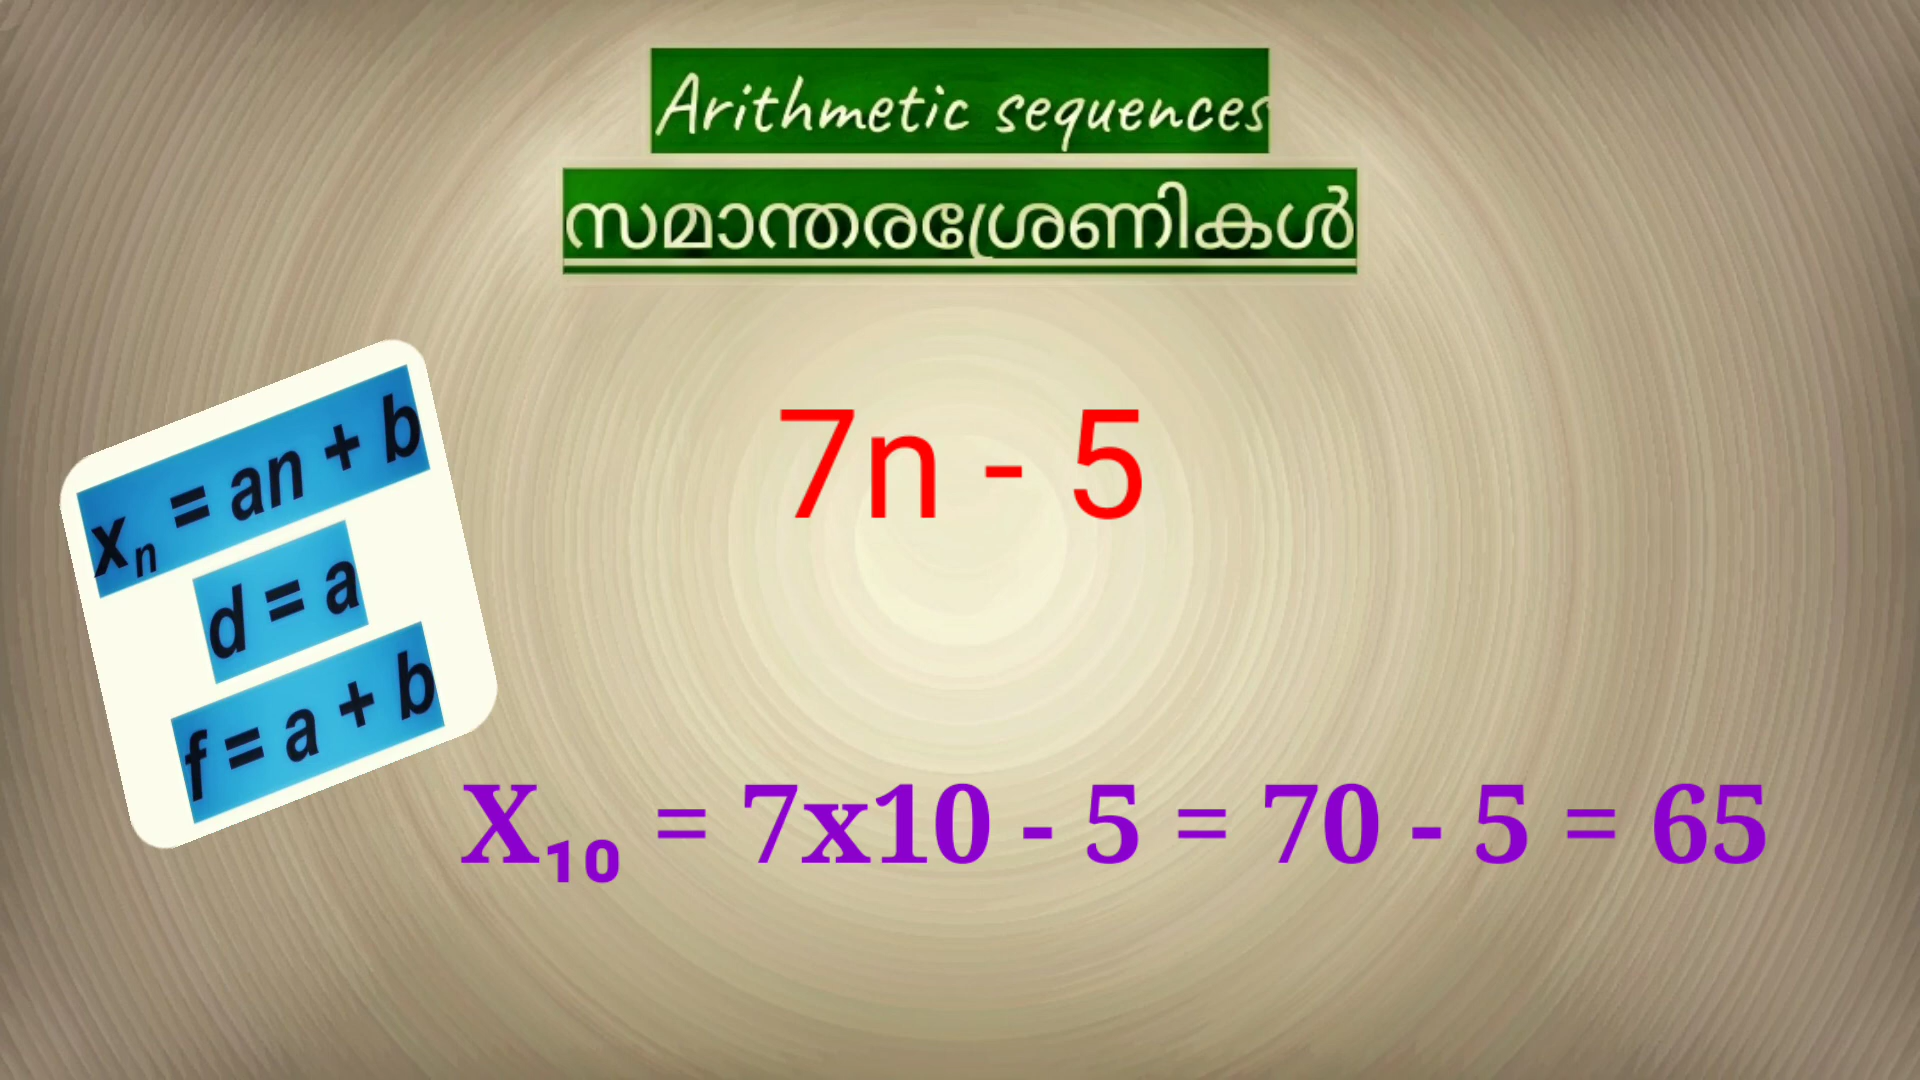 Arithmetic sequences
സമാന്തരശ്രേണികൾ
7n - 5
xₙ = an + b
d = a
f = a + b
X₁₀ = 7x10 - 5 = 70 - 5 = 65